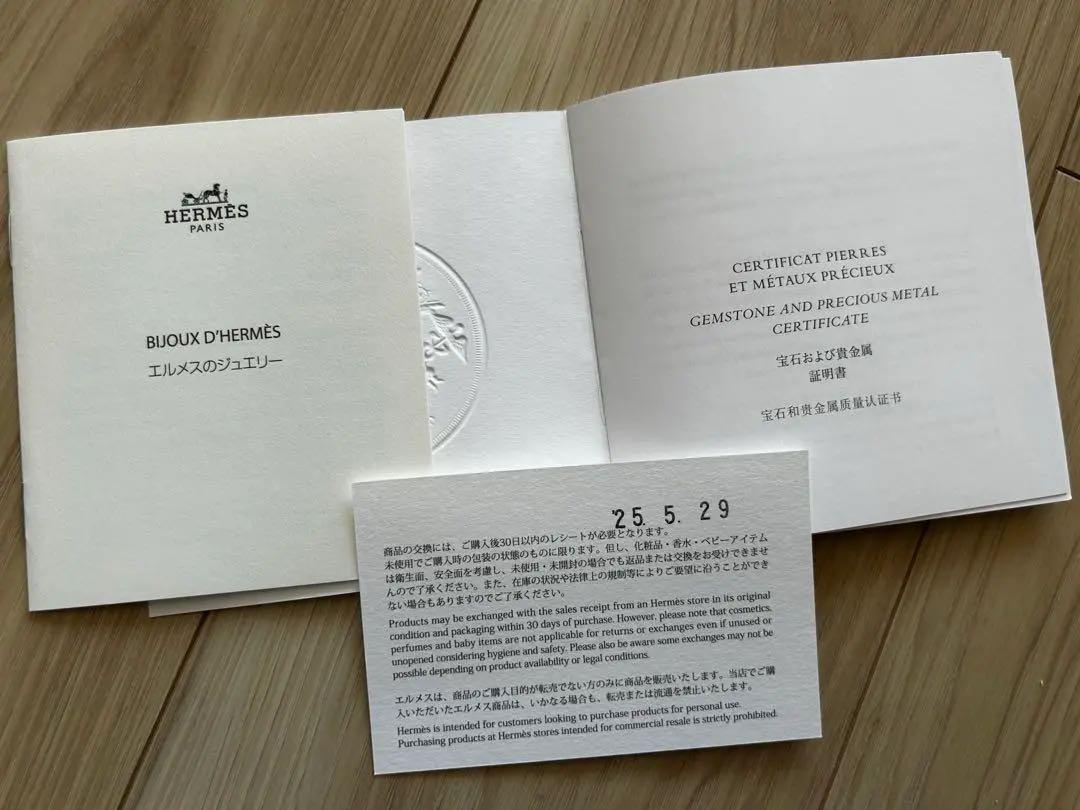 HERMÈS
PARIS
BIJOUX D'HERMÈS
エルメスのジュエリー
CERTIFICAT PIERRES
ET MÉTAUX PRÉCIEUX
GEMSTONE AND PRECIOUS METAL
CERTIFICATE
宝石および貴金属
証明書
宝石和贵金属质量认证书
'25. 5. 29
商品の交換には、ご購入後30日以内のレシートが必要となります。
未使用でご購入時の包装の状態のものに限ります。但し、化粧品・香水・ベビーアイテム
は衛生面、安全面を考慮し、未使用・未開封の場合でも返品または交換をお受けできませ
んので了承ください。また、在庫の状況や法律上の規制等によりご要望に沿うことができ
ない場合もありますのでご了承ください。
Products may be exchanged with the sales receipt from an Hermès store in its original
condition and packaging within 30 days of purchase. However, please note that cosmetics,
perfumes and baby items are not applicable for returns or exchanges even if unused or
unopened considering hygiene and safety. Please also be aware some exchanges may not be
possible depending on product availability or legal conditions.
エルメスは、商品のご購入目的が転売でない方のみに商品を販売いたします。当店でご購
入いただいたエルメス商品は、いかなる場合も、転売または流通を禁止いたします。
Hermès is intended for customers looking to purchase products for personal use.
Purchasing products at Hermès stores intended for commercial resale is strictly prohibited.